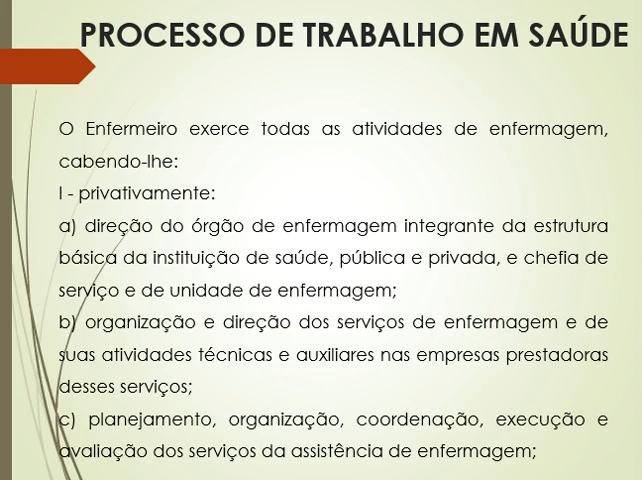 PROCESSO DE TRABALHO EM SAÚDE
O Enfermeiro exerce todas as atividades de enfermagem,
cabendo-lhe:
I - privativamente:
a) direção do órgão de enfermagem integrante da estrutura
básica da instituição de saúde, pública e privada, e chefia de
serviço e de unidade de enfermagem;
b) organização e direção dos serviços de enfermagem e de
suas atividades técnicas e auxiliares nas empresas prestadoras
desses serviços;
c) planejamento, organização, coordenação, execução e
avaliação dos serviços da assistência de enfermagem;